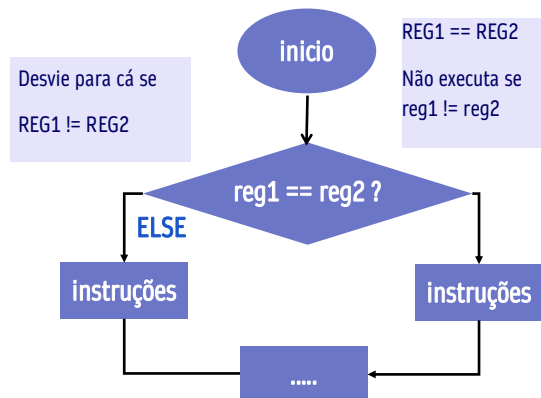 inicio
REG1 == REG2
Não executa se
reg1 != reg2
Desvie para cá se
REG1 != REG2
reg1 == reg2 ?
ELSE
instruções
instruções
.....